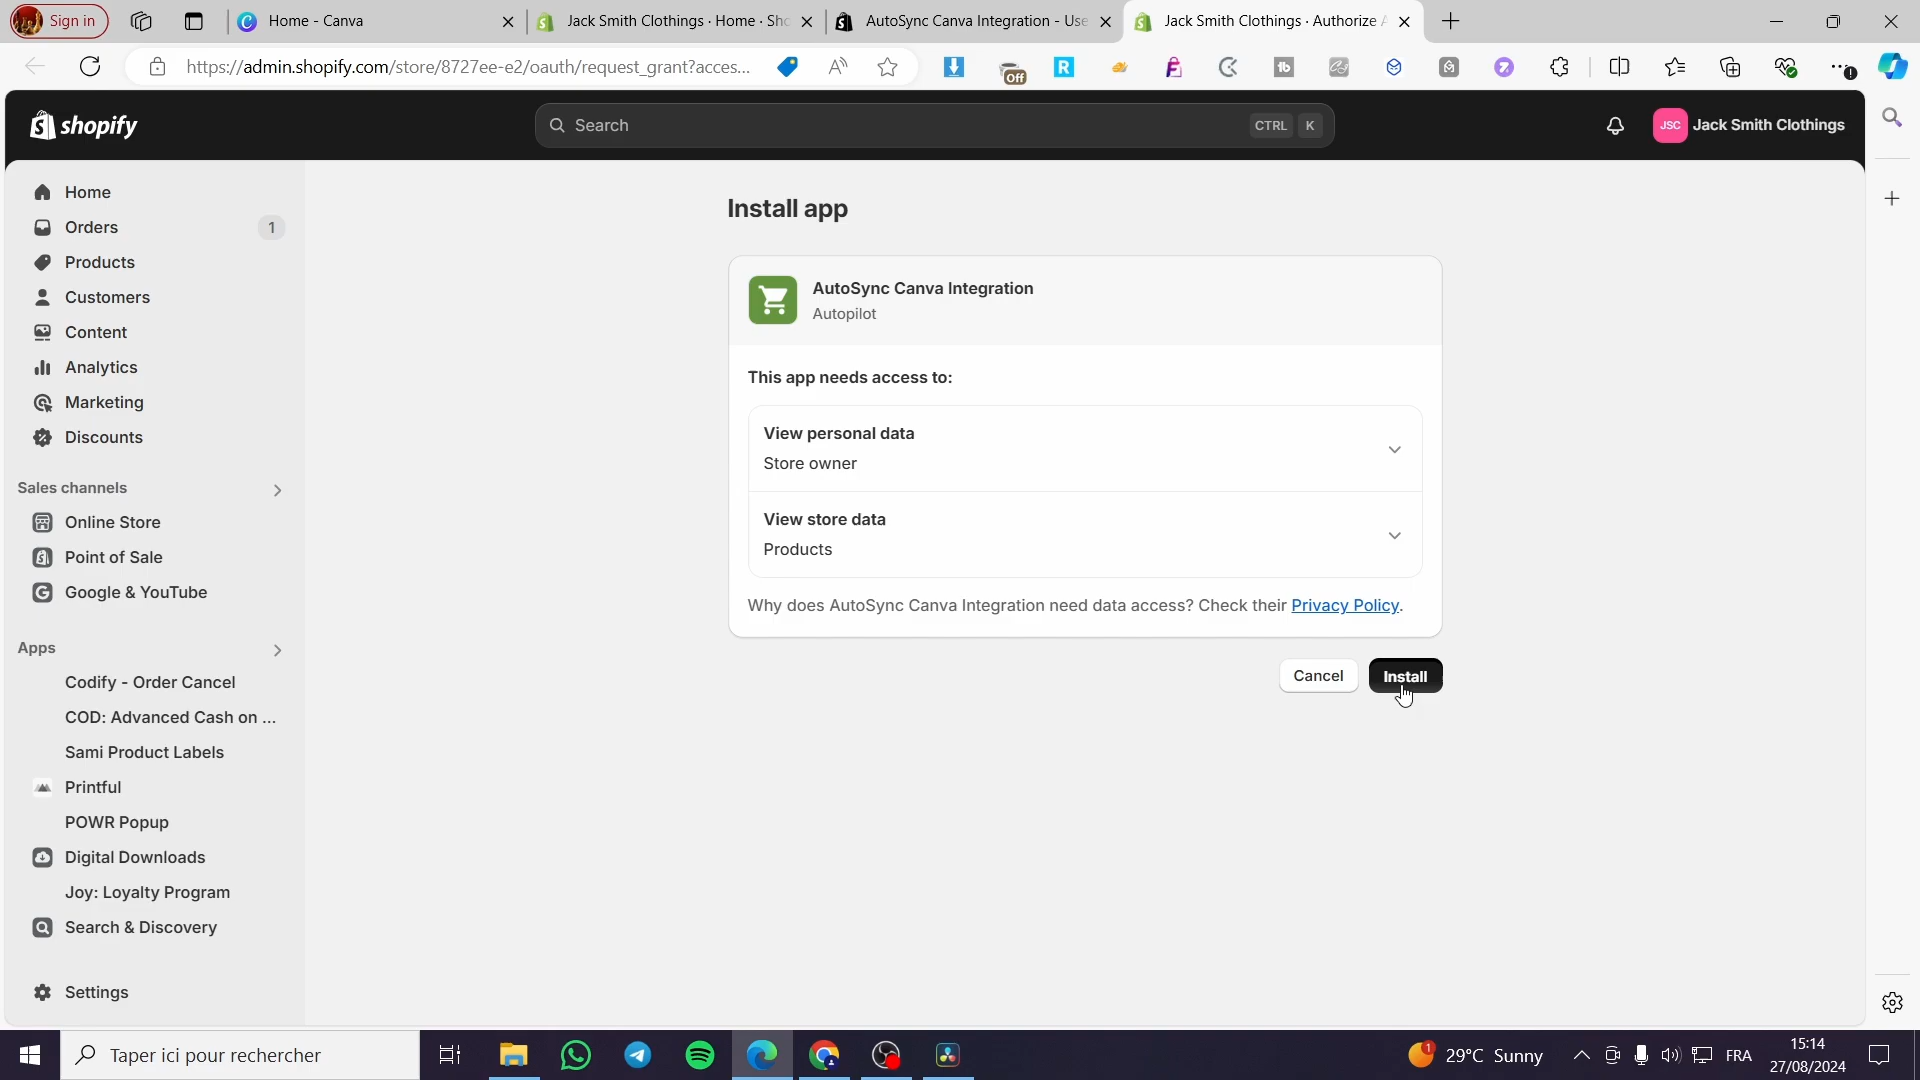 Sign in
Home - Canva
Jack Smith Clothings · Home · Sho
AutoSync Canva Integration - Use
Jack Smith Clothings · Authorize A
https://admin.shopify.com/store/8727ee-e2/oauth/request_grant?acces...
Off
shopify
Search
CTRL K
JSC Jack Smith Clothings
Home
Orders 1
Products
Customers
Content
Analytics
Marketing
Discounts
Sales channels
Online Store
Point of Sale
Google & YouTube
Apps
Codify - Order Cancel
COD: Advanced Cash on ...
Sami Product Labels
Printful
POWR Popup
Digital Downloads
Joy: Loyalty Program
Search & Discovery
Settings
Install app
AutoSync Canva Integration
Autopilot
This app needs access to:
View personal data
Store owner
View store data
Products
Why does AutoSync Canva Integration need data access? Check their Privacy Policy.
Cancel
Install
Taper ici pour rechercher
1
29°C Sunny
FRA
15:14
27/08/2024